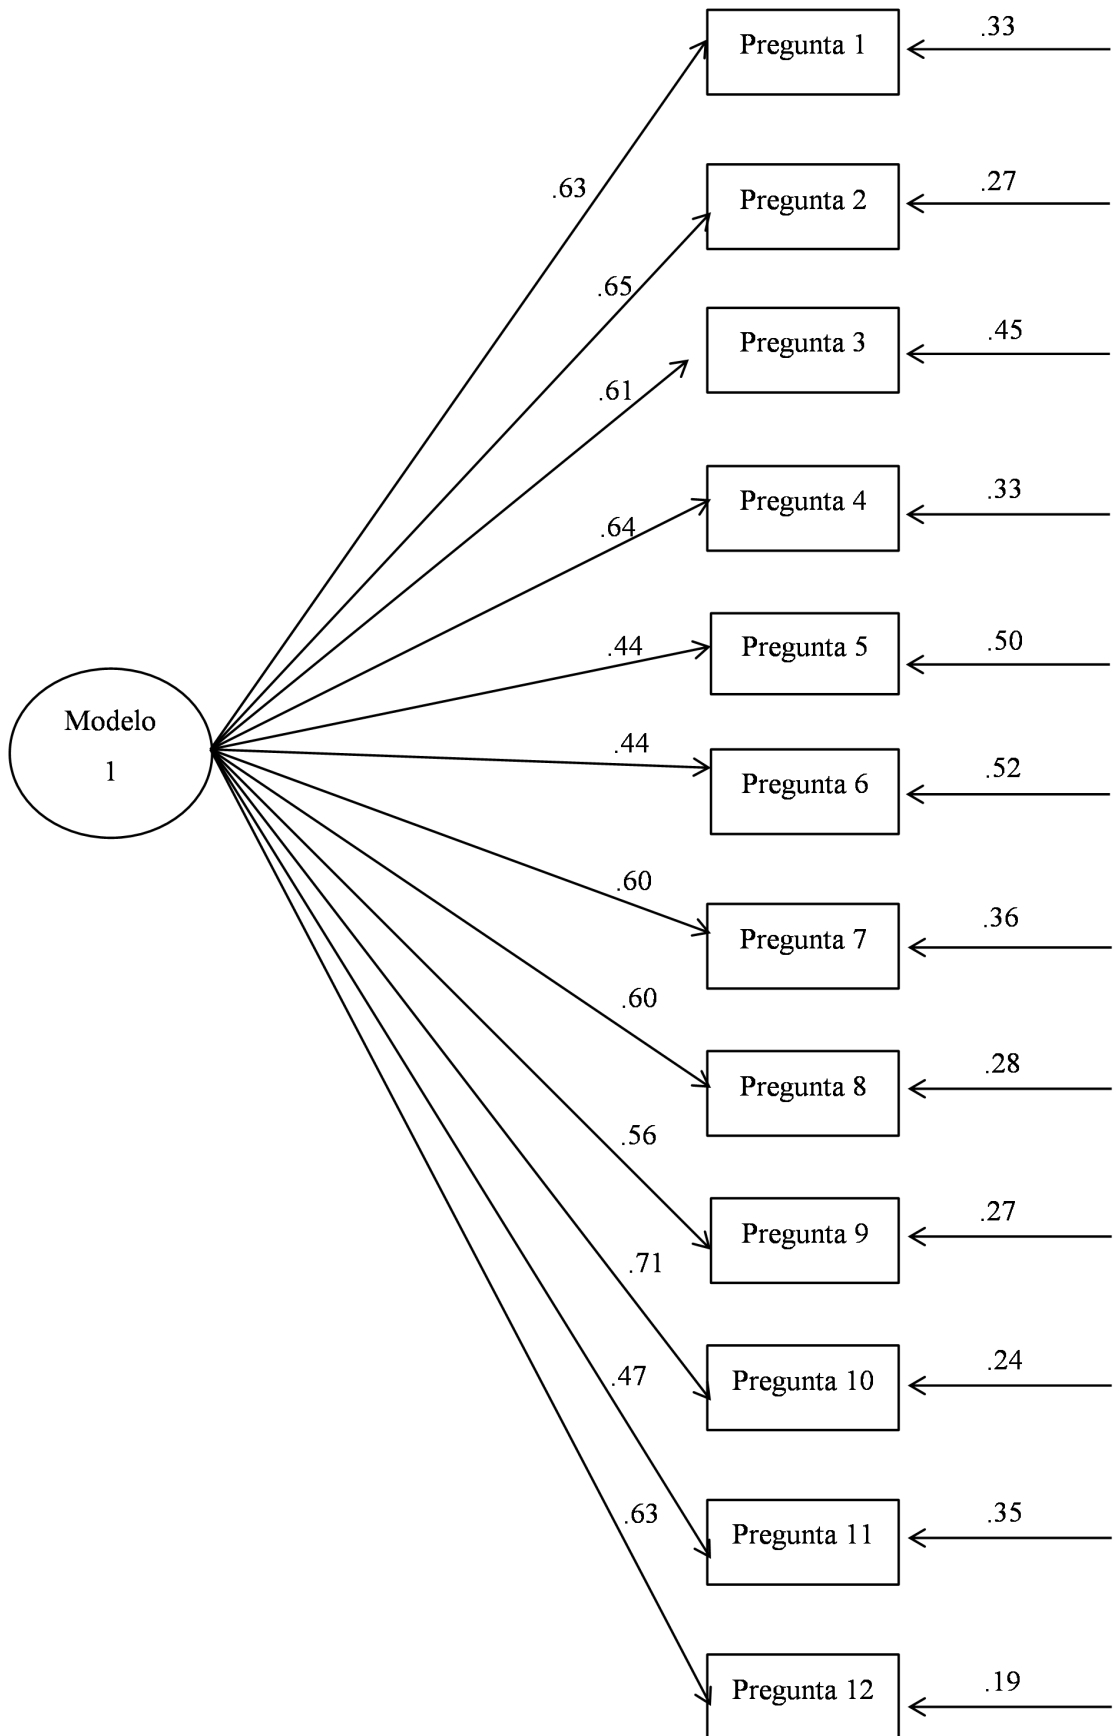 Pregunta 1
.33
.63
Pregunta 2
.27
.65
Pregunta 3
.45
.61
Pregunta 4
.33
.64
Pregunta 5
.50
.44
Modelo
1
Pregunta 6
.52
.44
Pregunta 7
.36
.60
Pregunta 8
.28
.60
Pregunta 9
.27
.56
Pregunta 10
.24
.71
Pregunta 11
.35
.47
Pregunta 12
.19
.63